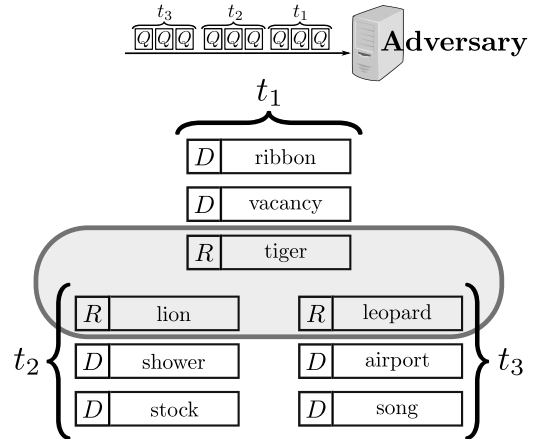 t3 t2 t1
Q Q Q Q Q Q Q Q Q
Adversary
t1
D ribbon
D vacancy
R tiger
R lion
R leopard
t2
D shower
D airport
t3
D stock
D song